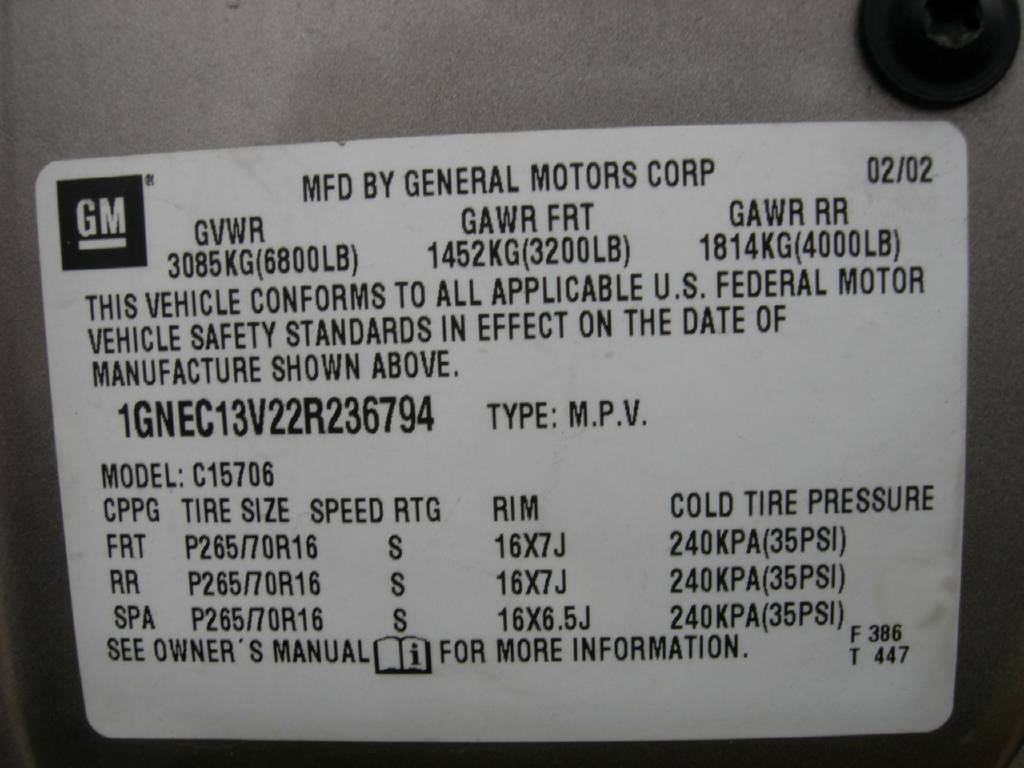 GM®
MFD BY GENERAL MOTORS CORP 02/02
GVWR GAWR FRT GAWR RR
3085KG(6800LB) 1452KG(3200LB) 1814KG(4000LB)
THIS VEHICLE CONFORMS TO ALL APPLICABLE U.S. FEDERAL MOTOR
VEHICLE SAFETY STANDARDS IN EFFECT ON THE DATE OF
MANUFACTURE SHOWN ABOVE.
1GNEC13V22R236794 TYPE: M.P.V.
MODEL: C15706
CPPG TIRE SIZE SPEED RTG RIM COLD TIRE PRESSURE
FRT P265/70R16 S 16X7J 240KPA(35PSI)
RR P265/70R16 S 16X7J 240KPA(35PSI)
SPA P265/70R16 S 16X6.5J 240KPA(35PSI)
SEE OWNER´S MANUAL i FOR MORE INFORMATION.
F 386
T 447